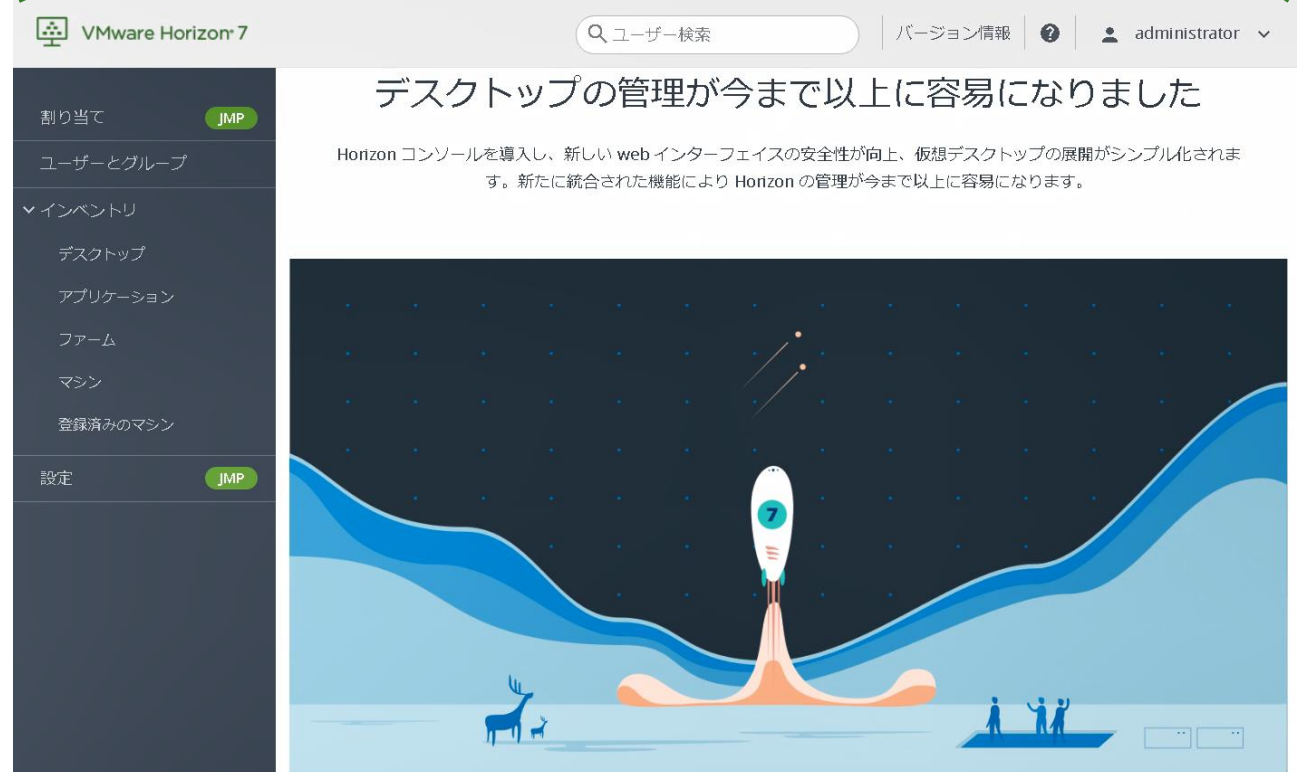 VMware Horizon® 7
ユーザー検索
バージョン情報
?
administrator
割り当て JMP
ユーザーとグループ
インベントリ
デスクトップ
アプリケーション
ファーム
マシン
登録済みのマシン
設定 JMP
デスクトップの管理が今まで以上に容易になりました
Horizon コンソールを導入し、新しい web インターフェイスの安全性が向上、仮想デスクトップの展開がシンプル化されま
す。新たに統合された機能により Horizon の管理が今まで以上に容易になります。
7